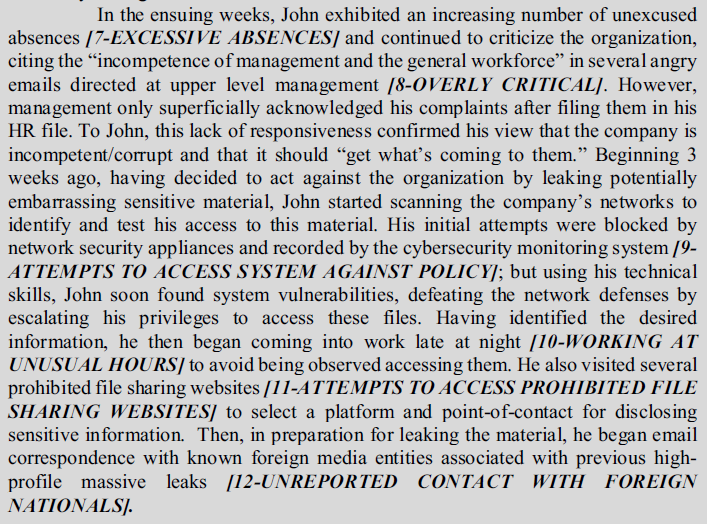 In the ensuing weeks, John exhibited an increasing number of unexcused
absences [7-EXCESSIVE ABSENCES] and continued to criticize the organization,
citing the “incompetence of management and the general workforce” in several angry
emails directed at upper level management [8-OVERLY CRITICAL]. However,
management only superficially acknowledged his complaints after filing them in his
HR file. To John, this lack of responsiveness confirmed his view that the company is
incompetent/corrupt and that it should “get what’s coming to them.” Beginning 3
weeks ago, having decided to act against the organization by leaking potentially
embarrassing sensitive material, John started scanning the company’s networks to
identify and test his access to this material. His initial attempts were blocked by
network security appliances and recorded by the cybersecurity monitoring system [9-
ATTEMPTS TO ACCESS SYSTEM AGAINST POLICY]; but using his technical
skills, John soon found system vulnerabilities, defeating the network defenses by
escalating his privileges to access these files. Having identified the desired
information, he then began coming into work late at night [10-WORKING AT
UNUSUAL HOURS] to avoid being observed accessing them. He also visited several
prohibited file sharing websites [11-ATTEMPTS TO ACCESS PROHIBITED FILE
SHARING WEBSITES] to select a platform and point-of-contact for disclosing
sensitive information. Then, in preparation for leaking the material, he began email
correspondence with known foreign media entities associated with previous high-
profile massive leaks [12-UNREPORTED CONTACT WITH FOREIGN
NATIONALS].